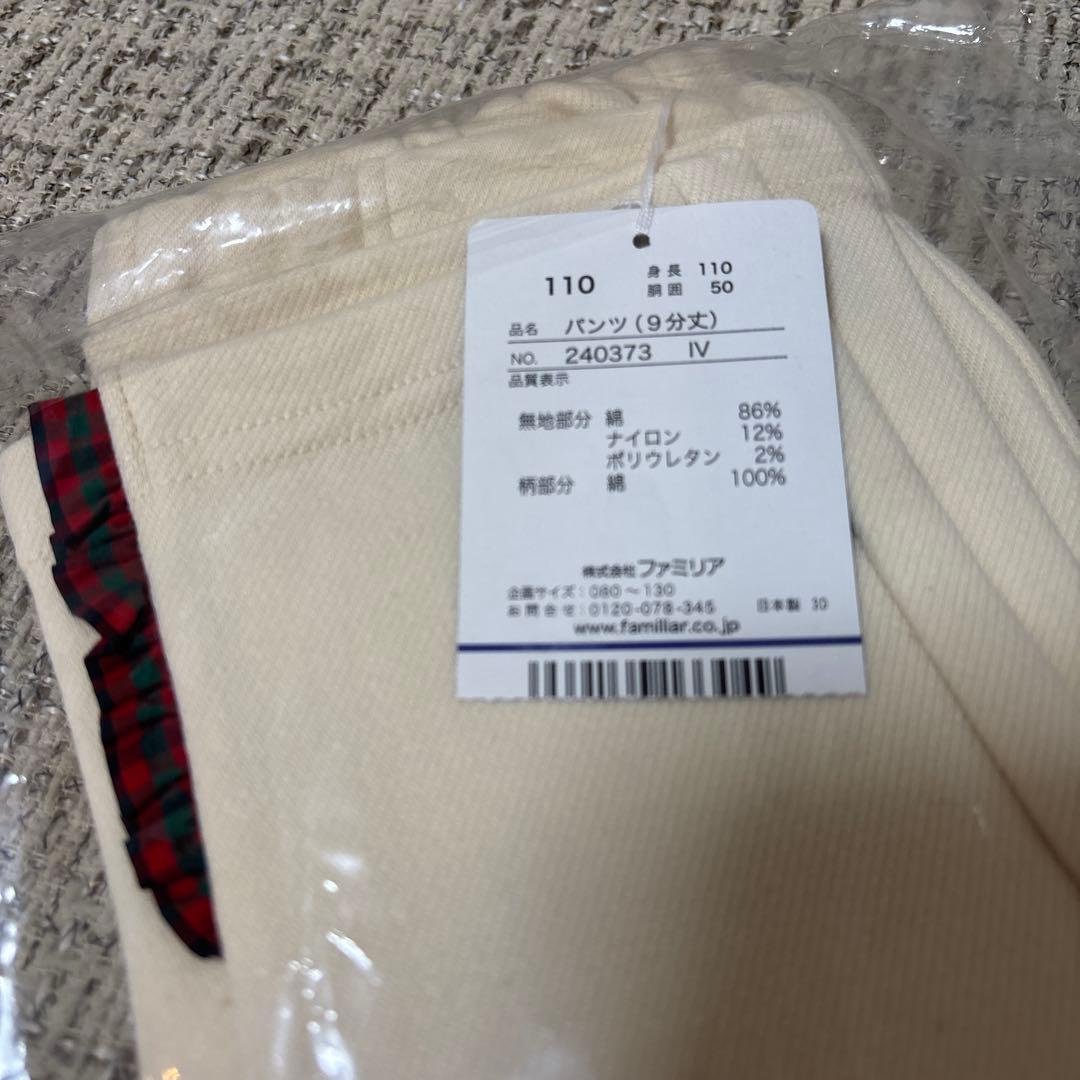 110 身長 110
胴囲 50
品名 パンツ(9分丈)
NO. 240373 IV
品質表示
無地部分 綿 86%
ナイロン 12%
ポリウレタン 2%
柄部分 綿 100%
株式会社ファミリア
企画サイズ:080〜130
お問合せ:0120-078-345 日本製 30
www.familiar.co.jp